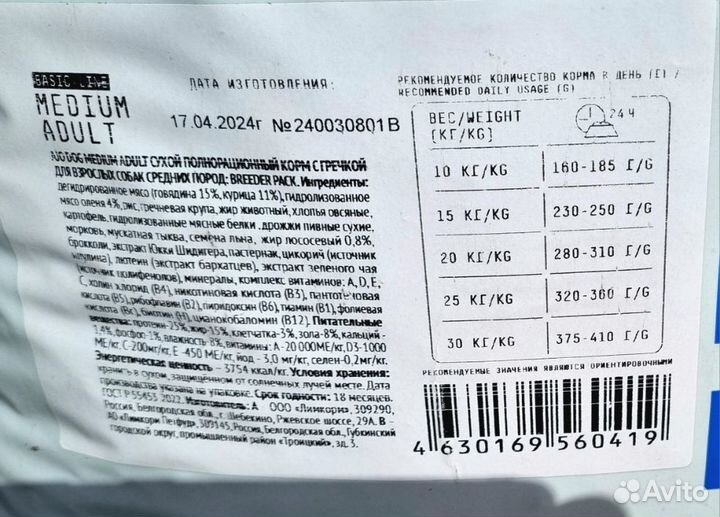 BASIC LINE
MEDIUM
ADULT
ДАТА ИЗГОТОВЛЕНИЯ:
17.04.2024г №240030801В
AJO DOG MEDIUM ADULT СУХОЙ ПОЛНОРАЦИОННЫЙ КОРМ С ГРЕЧКОЙ
ДЛЯ ВЗРОСЛЫХ СОБАК СРЕДНИХ ПОРОД: BREEDER PACK. Ингредиенты:
дегидрированное мясо (говядина 15%, курица 11%), гидролизованное
мясо оленя 4%, рис, гречневая крупа, жир животный, хлопья овсяные,
картофель, гидролизованные мясные белки, дрожжи пивные сухие,
морковь, мускатная тыква, семена льна, жир лососевый 0,8%,
брокколи, экстракт Юкки Шидигера, пастернак, цикорий (источник
инулина), лютеин (экстракт бархатцев), экстракт зеленого чая
(источник полифенолов), минералы, комплекс витаминов: A, D, E,
C, холин хлорид (B4), никотиновая кислота (B3), пантотеновая
кислота (B5), рибофлавин (B2), пиридоксин (B6), тиамин (B1), фолиевая
кислота (Bc), биотин (H), цианокобаламин (B12). Питательные
вещества: протеин-25%, жир-15%, клетчатка-3%, зола-8%, кальций -
1,4%, фосфор-1%, влажность-8%, витамины: A-20 000МЕ/кг, D3-1000
МЕ/кг, C-200мг/кг, E -450 МЕ/кг, йод - 3,0 мг/кг, селен-0,2мг/кг.
Энергетическая ценность – 3754 ккал/кг. Условия хранения:
хранить в сухом, защищенном от солнечных лучей месте. Дата
производства указана на упаковке. Срок годности: 18 месяцев.
ГОСТ Р 55453-2022. Изготовитель: А ООО «Лимкорм», 309290,
Россия, Белгородская обл., г. Шебекино, Ржевское шоссе, 29А. В –
«Лимкорм Петфуд», 309145, Россия, Белгородская обл., Губкинский
городской округ, промышленный район «Троицкий», зд. 3.
РЕКОМЕНДУЕМОЕ КОЛИЧЕСТВО КОРМА В ДЕНЬ (Г) /
RECOMMENDED DAILY USAGE (G)
ВЕС/WEIGHT
(КГ/KG)
24 Ч
10 КГ/KG 160-185 Г/G
15 КГ/KG 230-250 Г/G
20 КГ/KG 280-310 Г/G
25 КГ/KG 320-360 Г/G
30 КГ/KG 375-410 Г/G
РЕКОМЕНДУЕМЫЕ ЗНАЧЕНИЯ ЯВЛЯЮТСЯ ОРИЕНТИРОВОЧНЫМИ
4 630169 560419
Avito